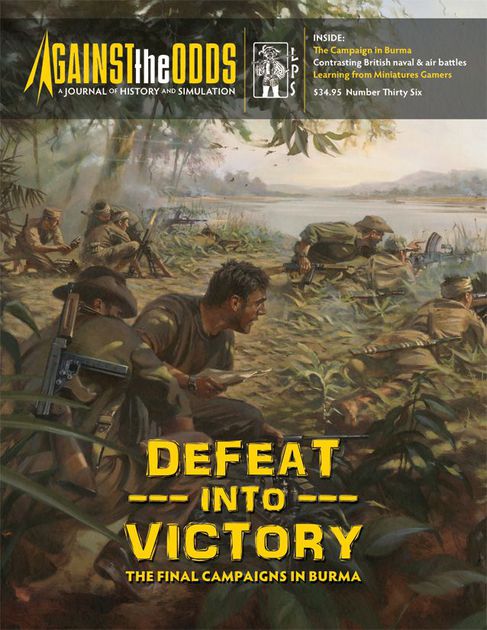 AGAINST the ODDS
A JOURNAL OF HISTORY AND SIMULATION
LPS
INSIDE:
The Campaign in Burma
Contrasting British naval & air battles
Learning from Miniatures Gamers
$34.95 Number Thirty Six
DEFEAT
--- INTO ---
VICTORY
THE FINAL CAMPAIGNS IN BURMA